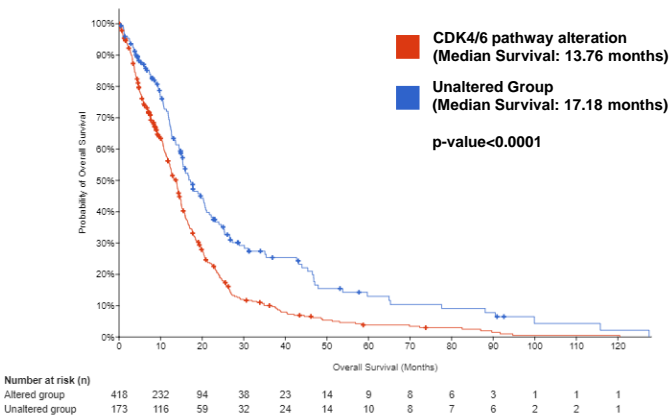 CDK4/6 pathway alteration
(Median Survival: 13.76 months)
Unaltered Group
(Median Survival: 17.18 months)
p-value<0.0001
Probability of Overall Survival
100%
90%
80%
70%
60%
50%
40%
30%
20%
10%
0%
0 10 20 30 40 50 60 70 80 90 100 110 120
Overall Survival (Months)
Number at risk (n)
Altered group 418 232 94 38 23 14 9 8 6 3 1 1 1
Unaltered group 173 116 59 32 24 14 10 8 7 6 2 2 1